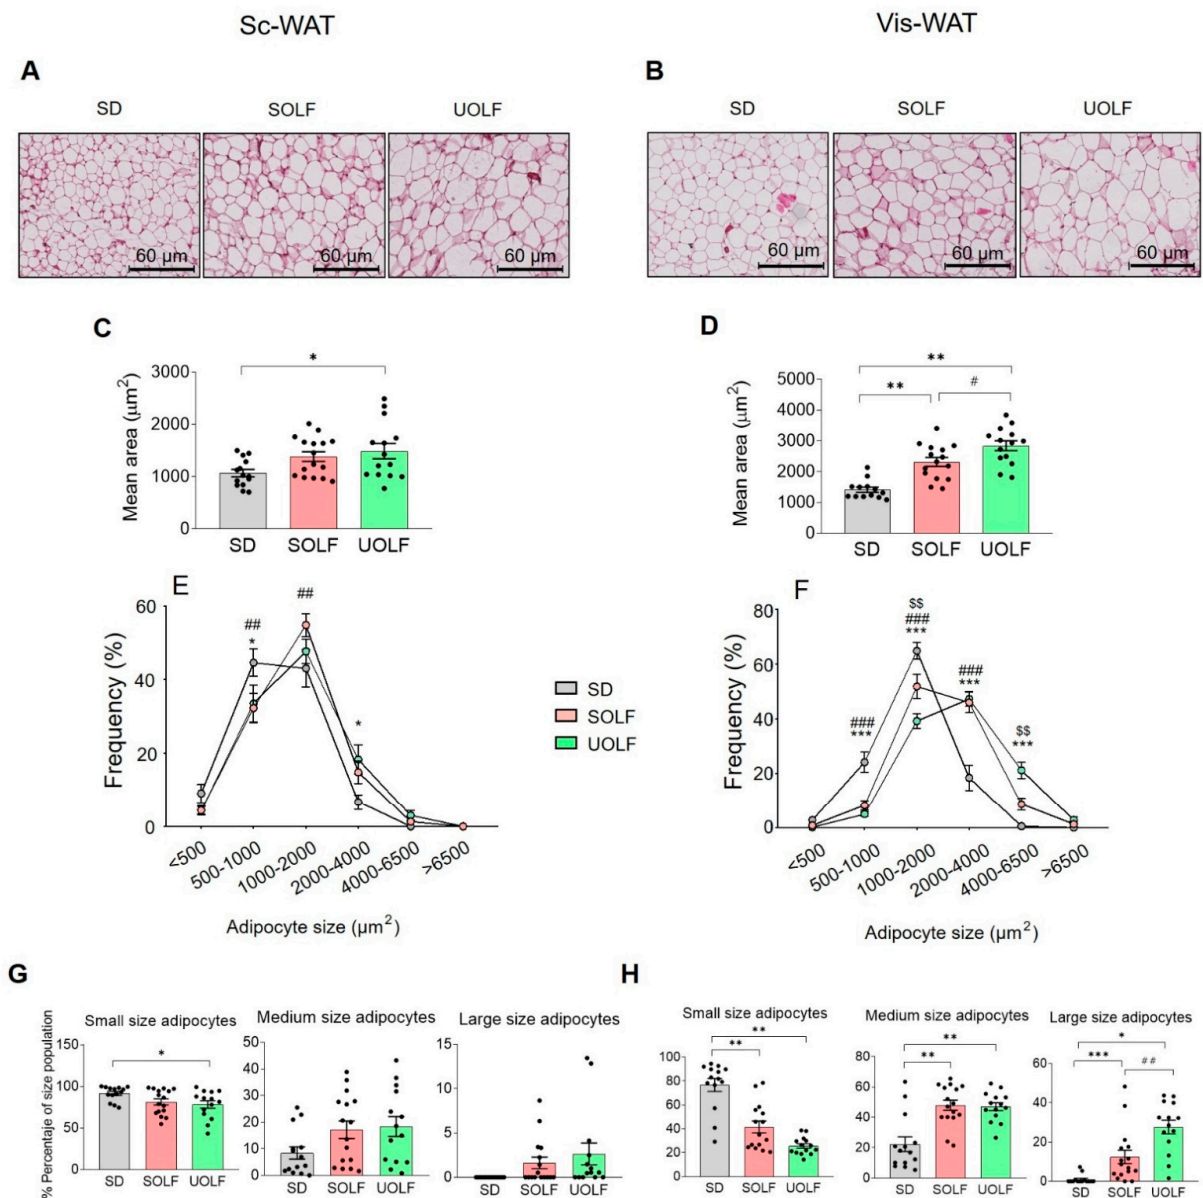 Sc-WAT
Vis-WAT
A
B
SD SOLF UOLF
SD SOLF UOLF
60 µm 60 µm 60 µm
60 µm 60 µm 60 µm
C
3000
2000
1000
0
Mean area (µm²)
*
SD SOLF UOLF
D
5000
4000
3000
2000
1000
0
Mean area (µm²)
**
** #
SD SOLF UOLF
E
60
40
20
0
Frequency (%)
##
*
##
*
<500 500-1000 1000-2000 2000-4000 4000-6500 >6500
Adipocyte size (µm²)
SD
SOLF
UOLF
F
80
60
40
20
0
Frequency (%)
###
***
$$
###
***
###
***
$$
***
<500 500-1000 1000-2000 2000-4000 4000-6500 >6500
Adipocyte size (µm²)
G
% Percentage of size population
Small size adipocytes
150
100
50
0
*
SD SOLF UOLF
Medium size adipocytes
50
40
30
20
10
0
SD SOLF UOLF
Large size adipocytes
15
10
5
0
SD SOLF UOLF
H
Small size adipocytes
100
80
60
40
20
0
**
**
SD SOLF UOLF
Medium size adipocytes
100
80
60
40
20
0
**
**
SD SOLF UOLF
Large size adipocytes
60
40
20
0
*
*** ##
SD SOLF UOLF